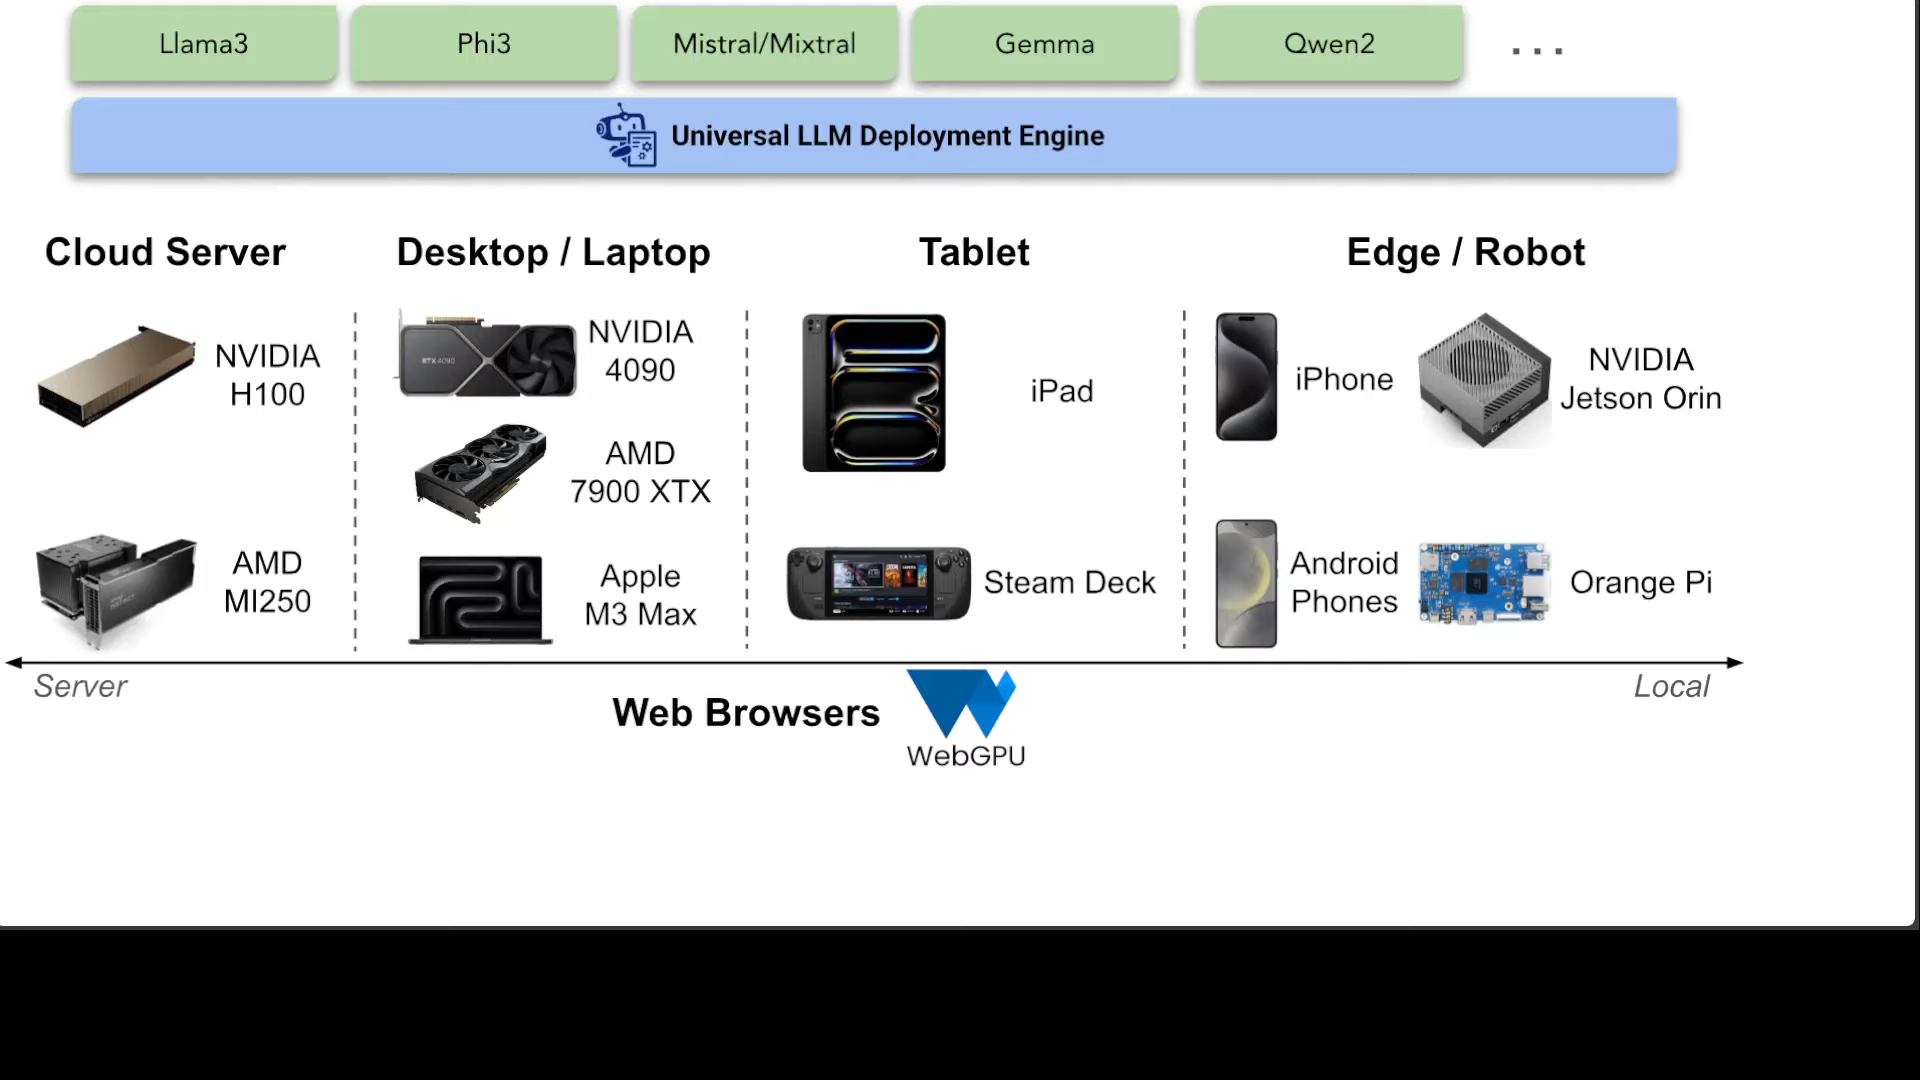 Llama3
Phi3
Mistral/Mixtral
Gemma
Qwen2
...
Universal LLM Deployment Engine
Cloud Server
Desktop / Laptop
Tablet
Edge / Robot
NVIDIA
H100
AMD
MI250
RTX 4090
NVIDIA
4090
AMD
7900 XTX
Apple
M3 Max
iPad
Steam Deck
iPhone
NVIDIA
Jetson Orin
Android
Phones
Orange Pi
Server
Local
Web Browsers
WebGPU